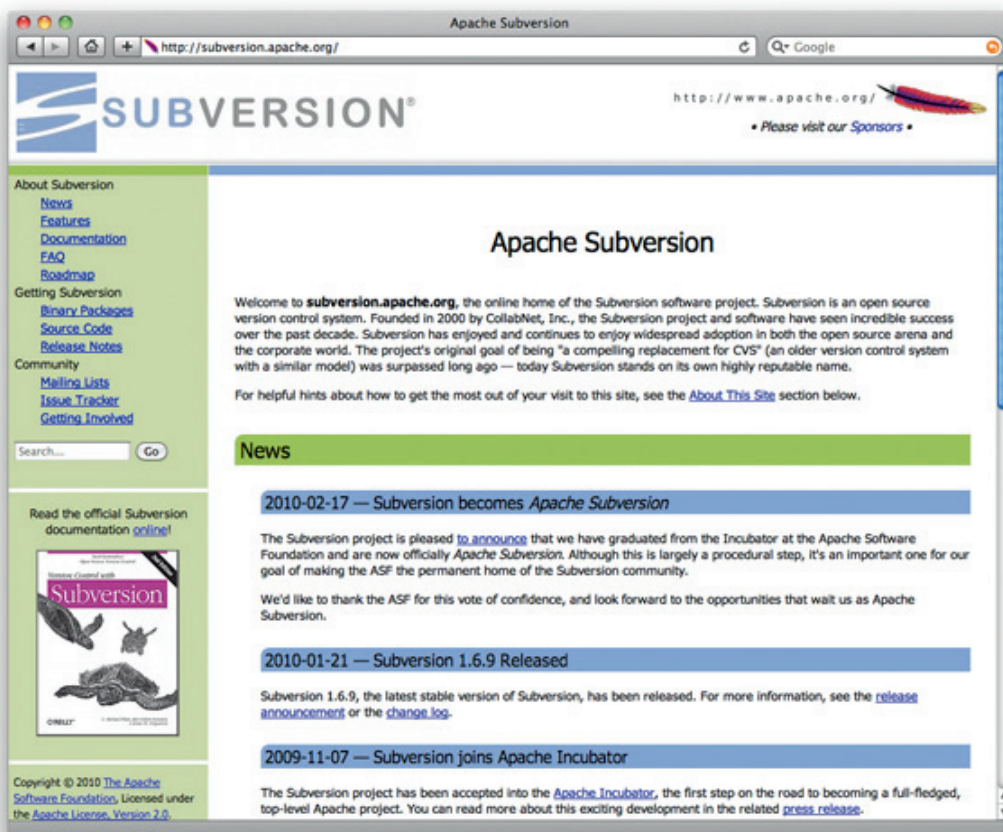 Apache Subversion
http://subversion.apache.org/
Google
SUBVERSION®
http://www.apache.org/
• Please visit our Sponsors •
About Subversion
News
Features
Documentation
FAQ
Roadmap
Getting Subversion
Binary Packages
Source Code
Release Notes
Community
Mailing Lists
Issue Tracker
Getting Involved
Search...
Go
Read the official Subversion
documentation online!
Version Control with
Subversion
O'REILLY
Copyright © 2010 The Apache
Software Foundation, Licensed under
the Apache License, Version 2.0.
Apache Subversion
Welcome to subversion.apache.org, the online home of the Subversion software project. Subversion is an open source
version control system. Founded in 2000 by CollabNet, Inc., the Subversion project and software have seen incredible success
over the past decade. Subversion has enjoyed and continues to enjoy widespread adoption in both the open source arena and
the corporate world. The project's original goal of being "a compelling replacement for CVS" (an older version control system
with a similar model) was surpassed long ago — today Subversion stands on its own highly reputable name.
For helpful hints about how to get the most out of your visit to this site, see the About This Site section below.
News
2010-02-17 — Subversion becomes Apache Subversion
The Subversion project is pleased to announce that we have graduated from the Incubator at the Apache Software
Foundation and are now officially Apache Subversion. Although this is largely a procedural step, it's an important one for our
goal of making the ASF the permanent home of the Subversion community.
We'd like to thank the ASF for this vote of confidence, and look forward to the opportunities that wait us as Apache
Subversion.
2010-01-21 — Subversion 1.6.9 Released
Subversion 1.6.9, the latest stable version of Subversion, has been released. For more information, see the release
announcement or the change log.
2009-11-07 — Subversion joins Apache Incubator
The Subversion project has been accepted into the Apache Incubator, the first step on the road to becoming a full-fledged,
top-level Apache project. You can read more about this exciting development in the related press release.